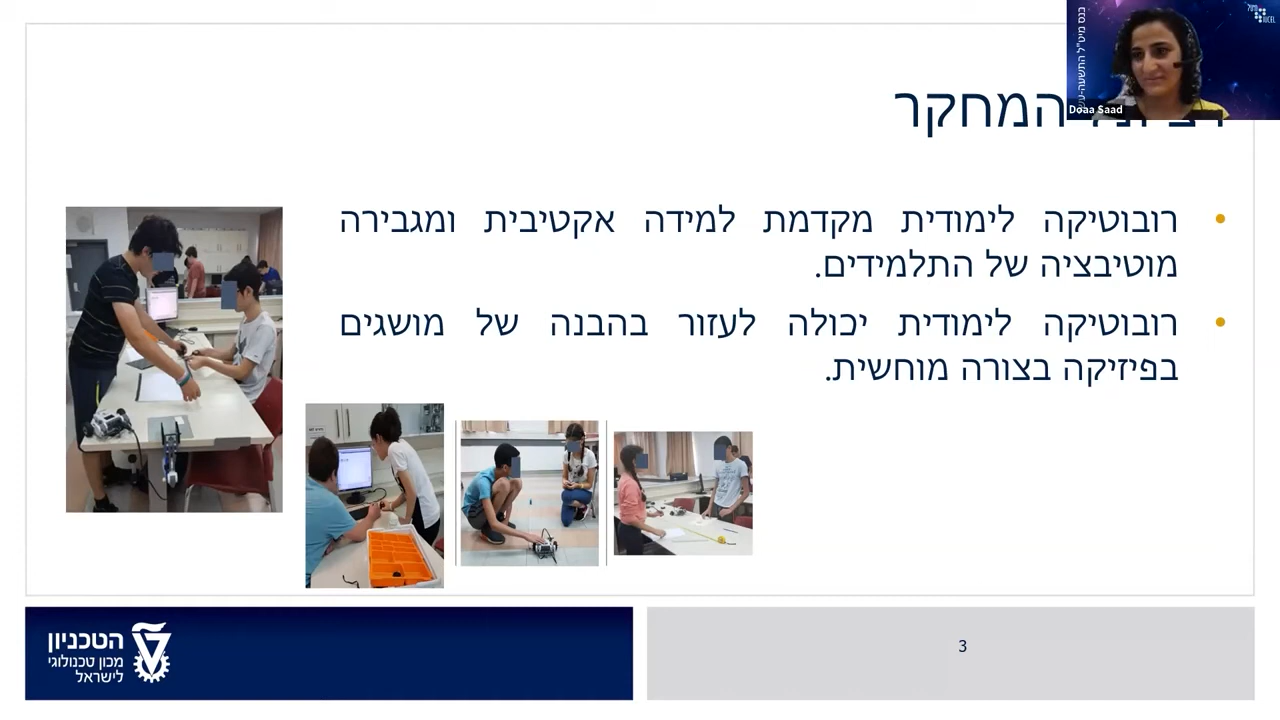 המחקר
רובוטיקה לימודית מקדמת למידה אקטיבית ומגבירה
מוטיבציה של התלמידים.
רובוטיקה לימודית יכולה לעזור בהבנה של מושגים
בפיזיקה בצורה מוחשית.
Doaa Saad
הטכניון
מכון טכנולוגי
לישראל
3